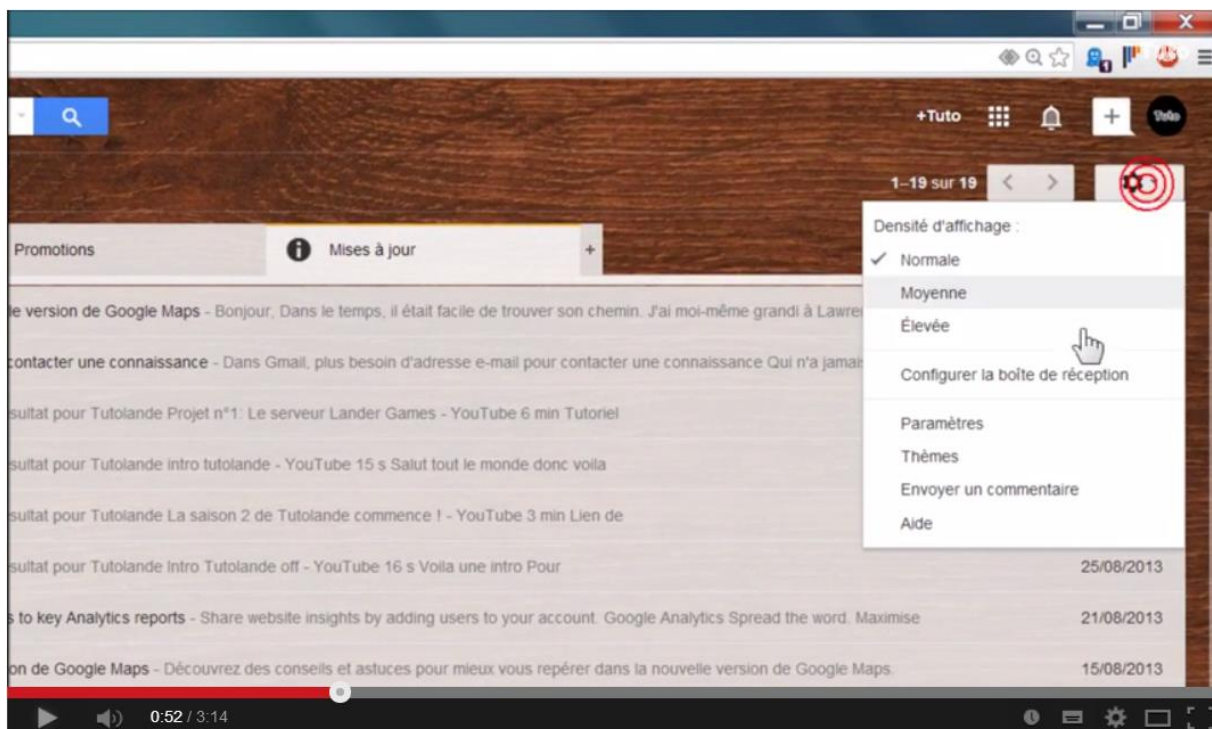 +Tuto
Tuto
1–19 sur 19
Promotions
Mises à jour
+
Densité d'affichage :
✓ Normale
Moyenne
Élevée
Configurer la boîte de réception
Paramètres
Thèmes
Envoyer un commentaire
Aide
le version de Google Maps - Bonjour, Dans le temps, il était facile de trouver son chemin. J'ai moi-même grandi à Lawre
contacter une connaissance - Dans Gmail, plus besoin d'adresse e-mail pour contacter une connaissance Qui n'a jamai
sultat pour Tutolande Projet n°1: Le serveur Lander Games - YouTube 6 min Tutoriel
sultat pour Tutolande intro tutolande - YouTube 15 s Salut tout le monde donc voila
sultat pour Tutolande La saison 2 de Tutolande commence ! - YouTube 3 min Lien de
sultat pour Tutolande Intro Tutolande off - YouTube 16 s Voila une intro Pour 25/08/2013
s to key Analytics reports - Share website insights by adding users to your account. Google Analytics Spread the word. Maximise 21/08/2013
on de Google Maps - Découvrez des conseils et astuces pour mieux vous repérer dans la nouvelle version de Google Maps. 15/08/2013
0:52 / 3:14